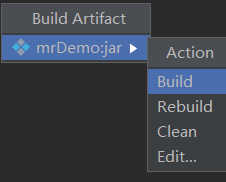 Build Artifact
mrDemo:jar
Action
Build
Rebuild
Clean
Edit...